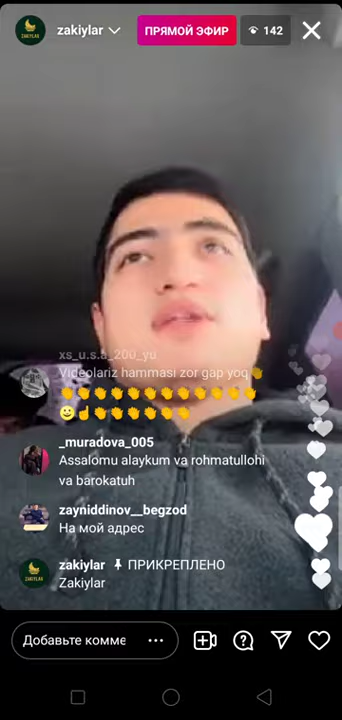 zakiylar
ПРЯМОЙ ЭФИР
142
xs_u.s.a_200_yu
Videolariz hammasi zor gap yoq👏
👏👏👏👏👏👏👏👏👏👏👏👏
😀☝👏👏👏👏👏👏
_muradova_005
Assalomu alaykum va rohmatullohi
va barokatuh
zayniddinov__begzod
На мой адрес
zakiylar ПРИКРЕПЛЕНО
Zakiylar
Добавьте комме